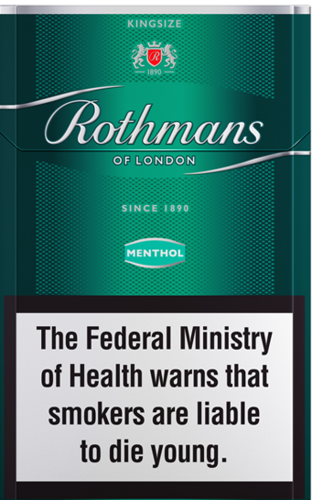 KINGSIZE
R
1890
Rothmans
OF LONDON
SINCE 1890
MENTHOL
The Federal Ministry
of Health warns that
smokers are liable
to die young.